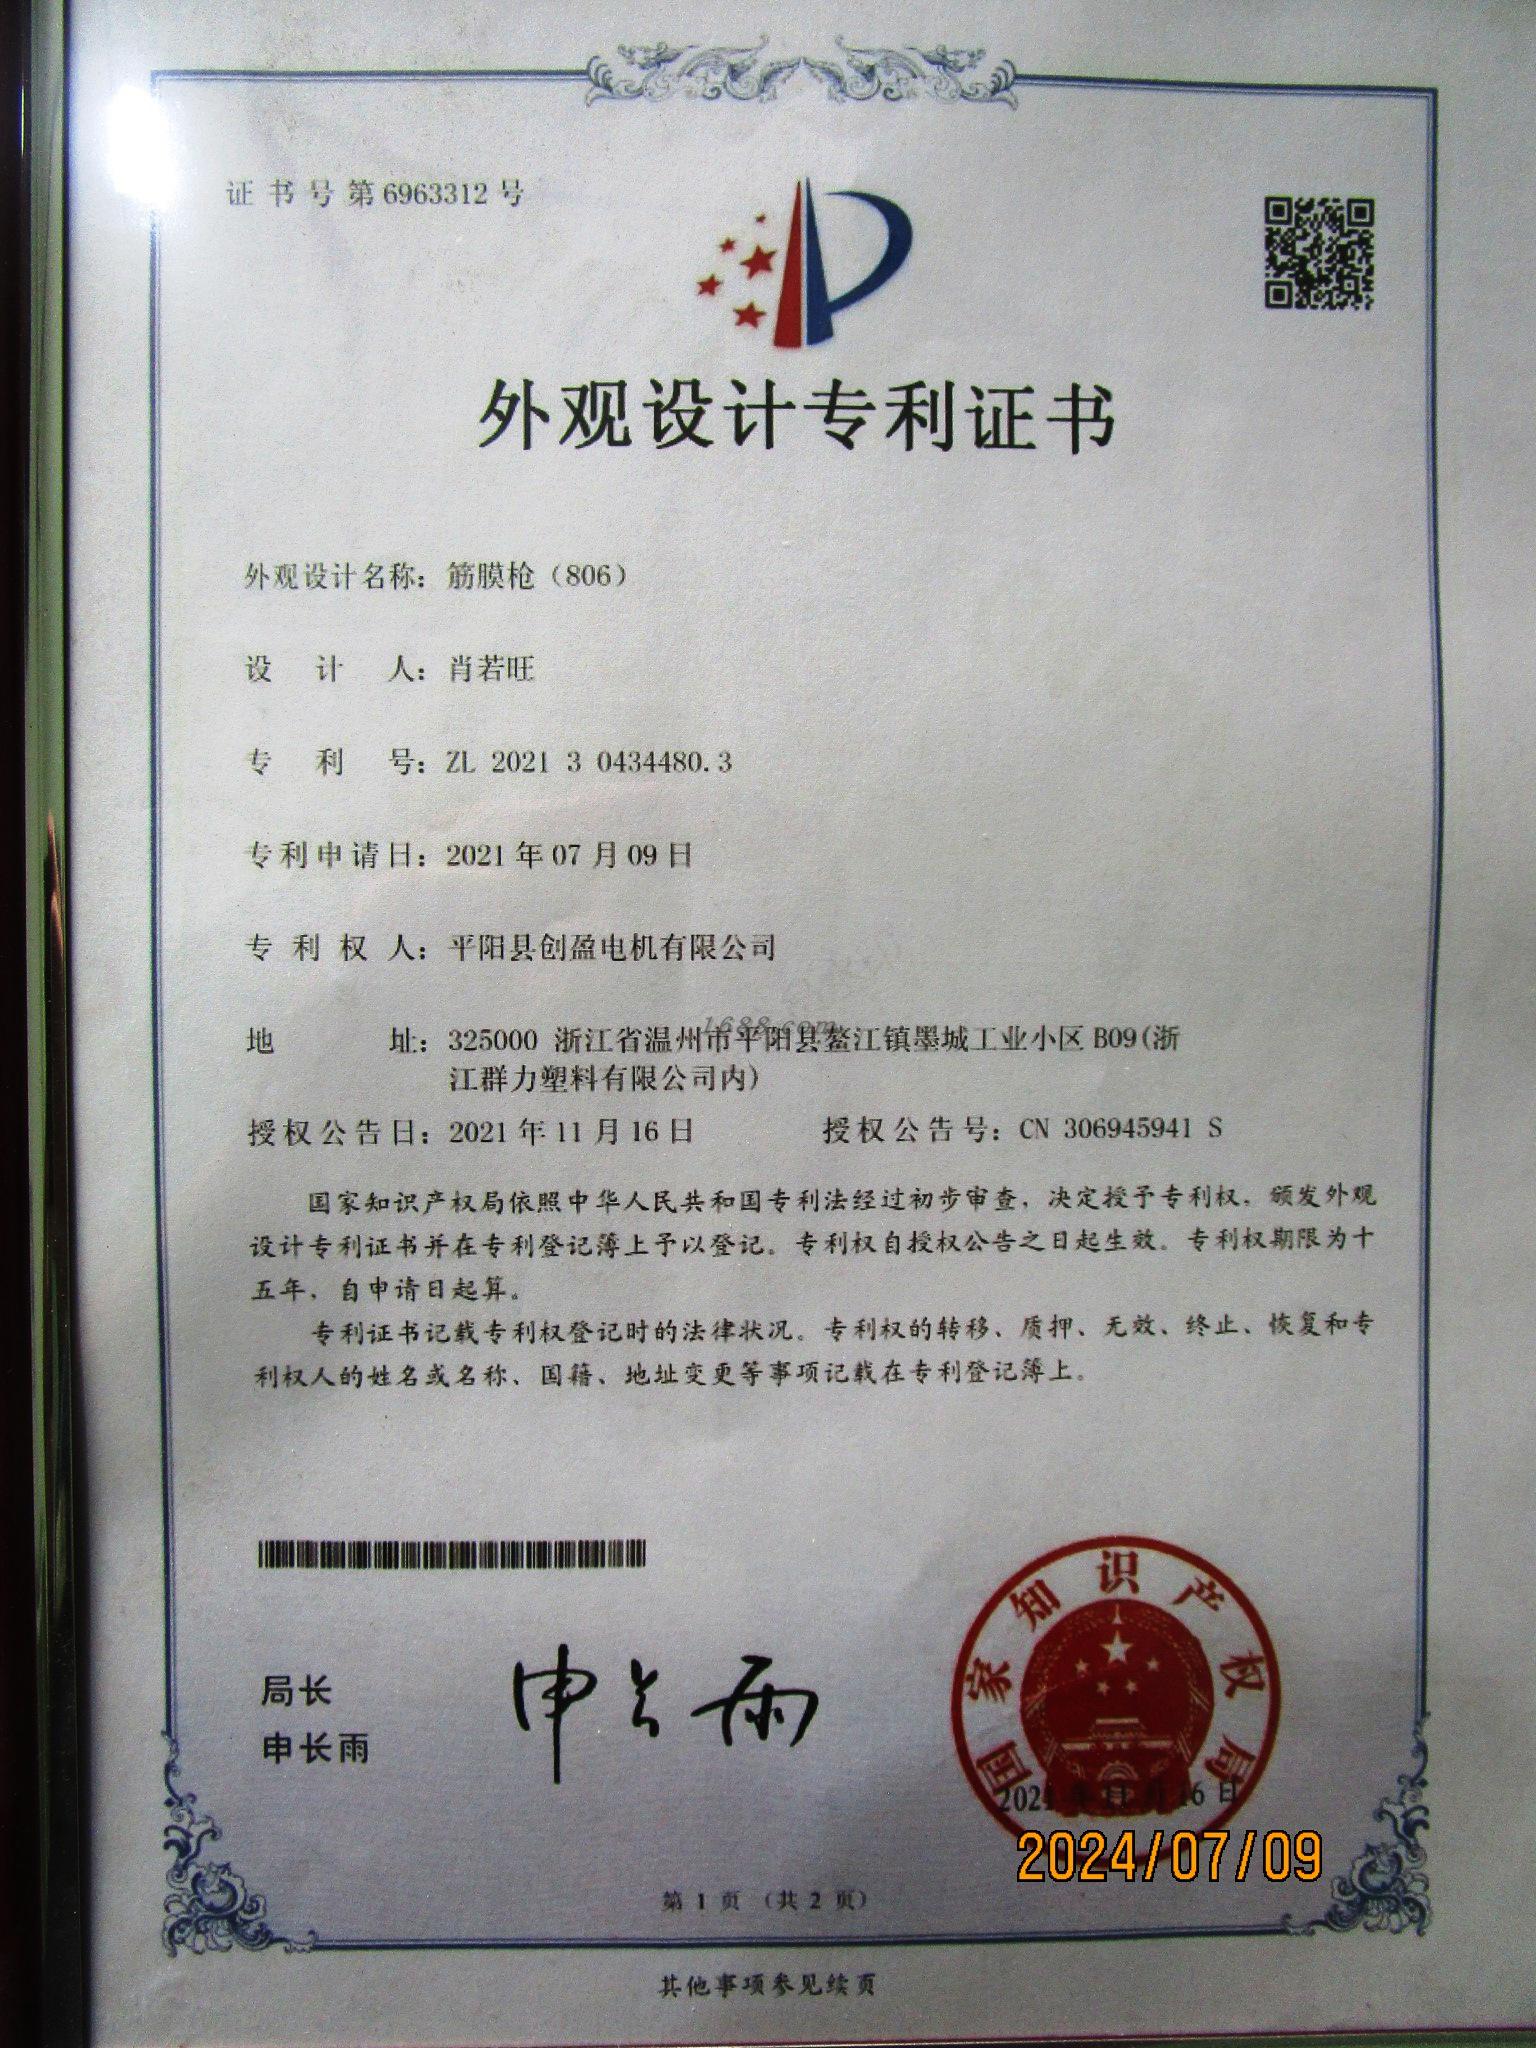 证书号第6963312号
外观设计专利证书
外观设计名称：筋膜枪（806）
设计人：肖若旺
专利号：ZL 2021 3 0434480.3
专利申请日：2021年07月09日
专利权人：平阳县创盈电机有限公司
1688.com
地址：325000 浙江省温州市平阳县鳌江镇墨城工业小区B09(浙
江群力塑料有限公司内)
授权公告日：2021年11月16日 授权公告号：CN 306945941 S
国家知识产权局依照中华人民共和国专利法经过初步审查，决定授予专利权，颁发外观
设计专利证书并在专利登记簿上予以登记。专利权自授权公告之日起生效。专利权期限为十
五年，自申请日起算。
专利证书记载专利权登记时的法律状况。专利权的转移、质押、无效、终止、恢复和专
利权人的姓名或名称、国籍、地址变更等事项记载在专利登记簿上。
局长
申长雨
申长雨
国家知识产权局
2021年11月16日
2024/07/09
第1页（共2页）
其他事项参见续页